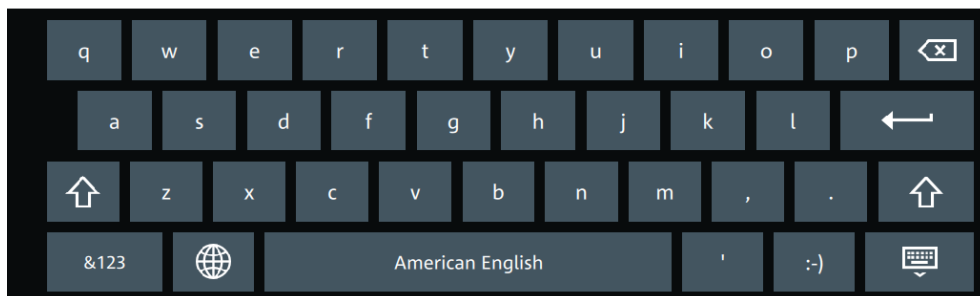 q w e r t y u i o p
a s d f g h j k l
z x c v b n m , .
&123 American English ' :-)